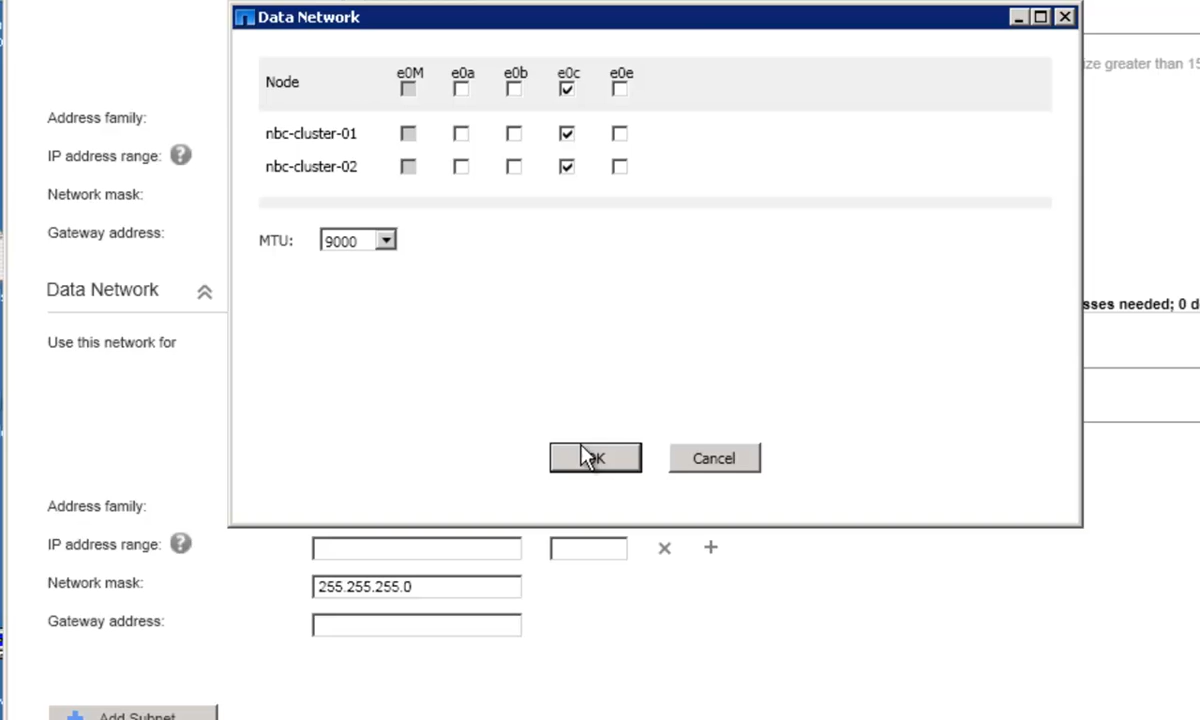 Data Network
ize greater than 15
e0M e0a e0b e0c e0e
Node
Address family:
nbc-cluster-01
IP address range: ?
nbc-cluster-02
Network mask:
Gateway address:
MTU: 9000
Data Network
sses needed; 0 d
Use this network for
Cancel
Address family:
IP address range: ?
Network mask: 255.255.255.0
Gateway address:
Add Subnet